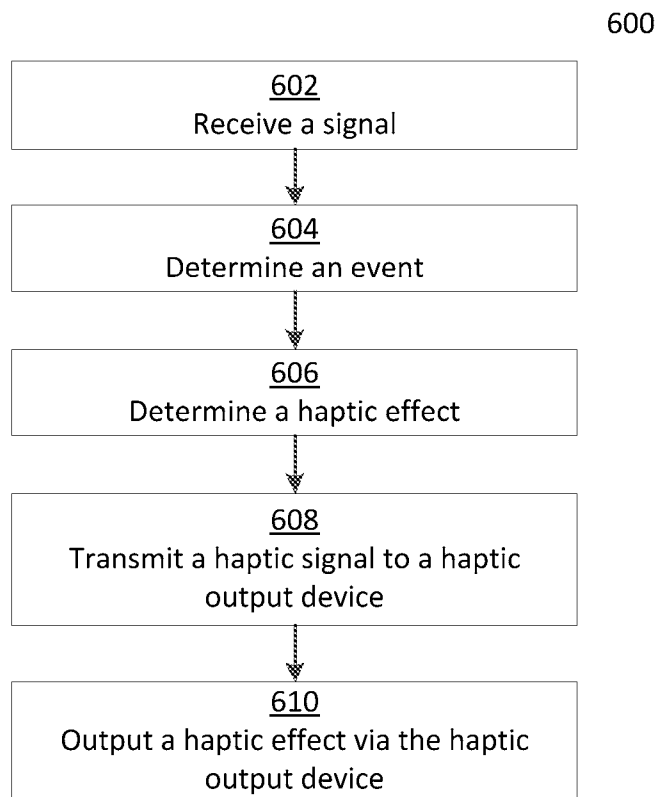 600
602
Receive a signal
604
Determine an event
606
Determine a haptic effect
608
Transmit a haptic signal to a haptic
output device
610
Output a haptic effect via the haptic
output device